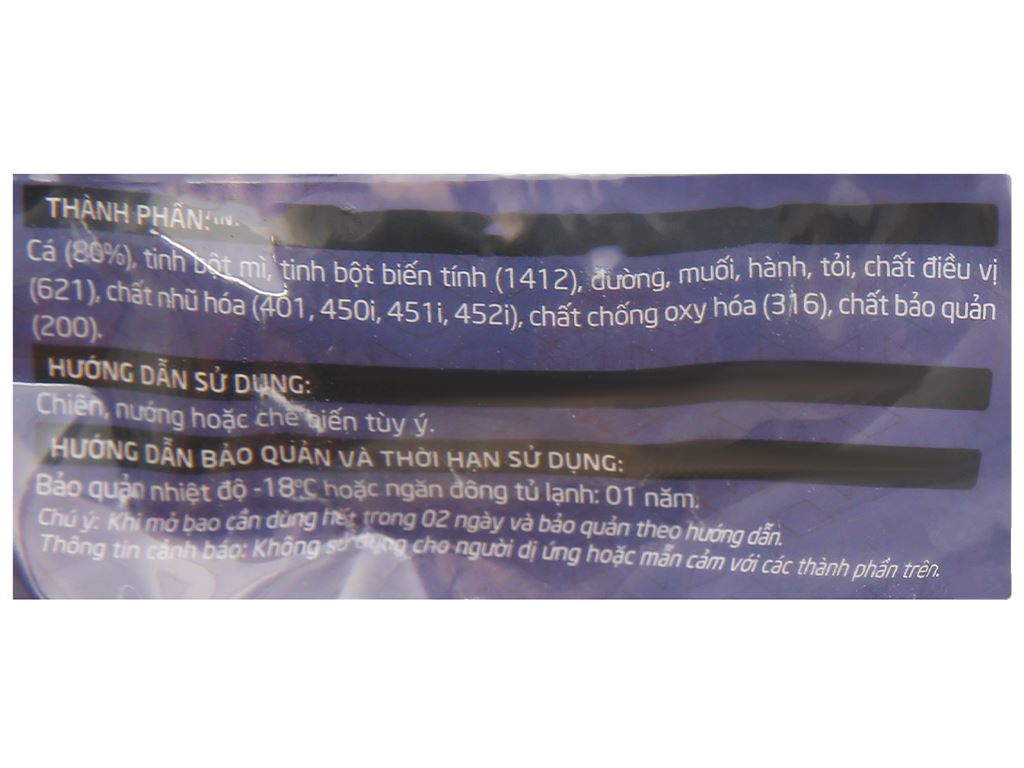 THÀNH PHẦN:
Cá (80%), tinh bột mì, tinh bột biến tính (1412), đường, muối, hành, tỏi, chất điều vị
(621), chất nhũ hóa (401, 450i, 451i, 452i), chất chống oxy hóa (316), chất bảo quản
(200).
HƯỚNG DẪN SỬ DỤNG:
Chiên, nướng hoặc chế biến tùy ý.
HƯỚNG DẪN BẢO QUẢN VÀ THỜI HẠN SỬ DỤNG:
Bảo quản nhiệt độ -18°C hoặc ngăn đông tủ lạnh: 01 năm.
Chú ý: Khi mở bao cần dùng hết trong 02 ngày và bảo quản theo hướng dẫn.
Thông tin cảnh báo: Không sử dụng cho người dị ứng hoặc mẫn cảm với các thành phần trên.